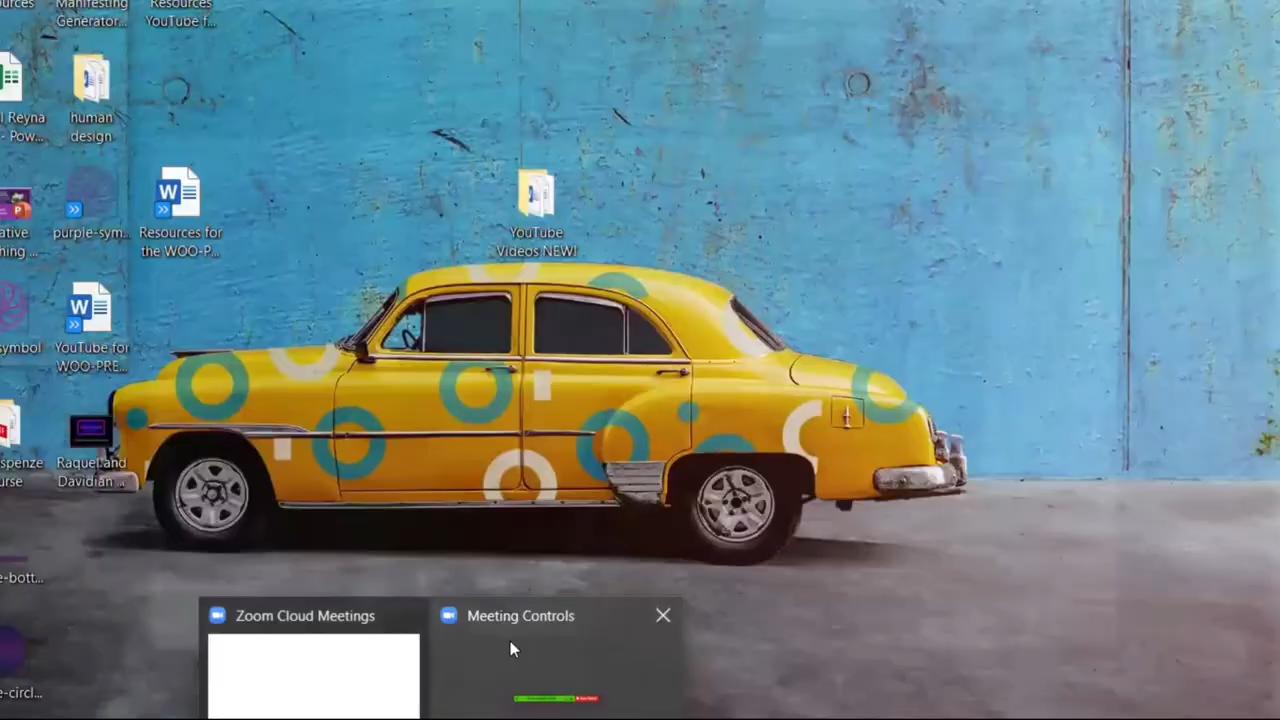 Manifesting
Generator...
Resources
YouTube f...
l Reyna
- Pow...
human
design
ative
hing ...
purple-sym...
Resources for
the WOO-P...
YouTube
Videos NEW!
symbol
YouTube for
WOO-PRE...
spenze
urse
Raquel and
Davidian ...
e-bott...
e-circl...
Zoom Cloud Meetings
Meeting Controls